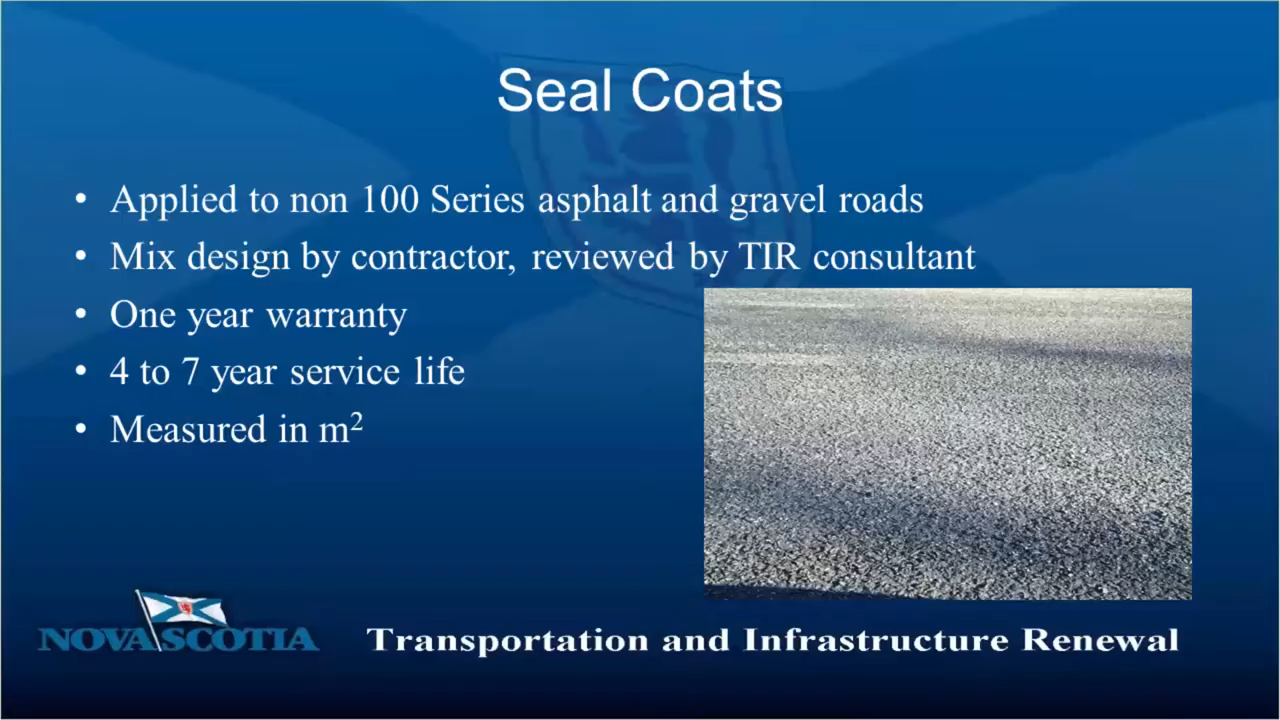 Seal Coats
• Applied to non 100 Series asphalt and gravel roads
• Mix design by contractor, reviewed by TIR consultant
• One year warranty
• 4 to 7 year service life
• Measured in m²
NOVA SCOTIA Transportation and Infrastructure Renewal